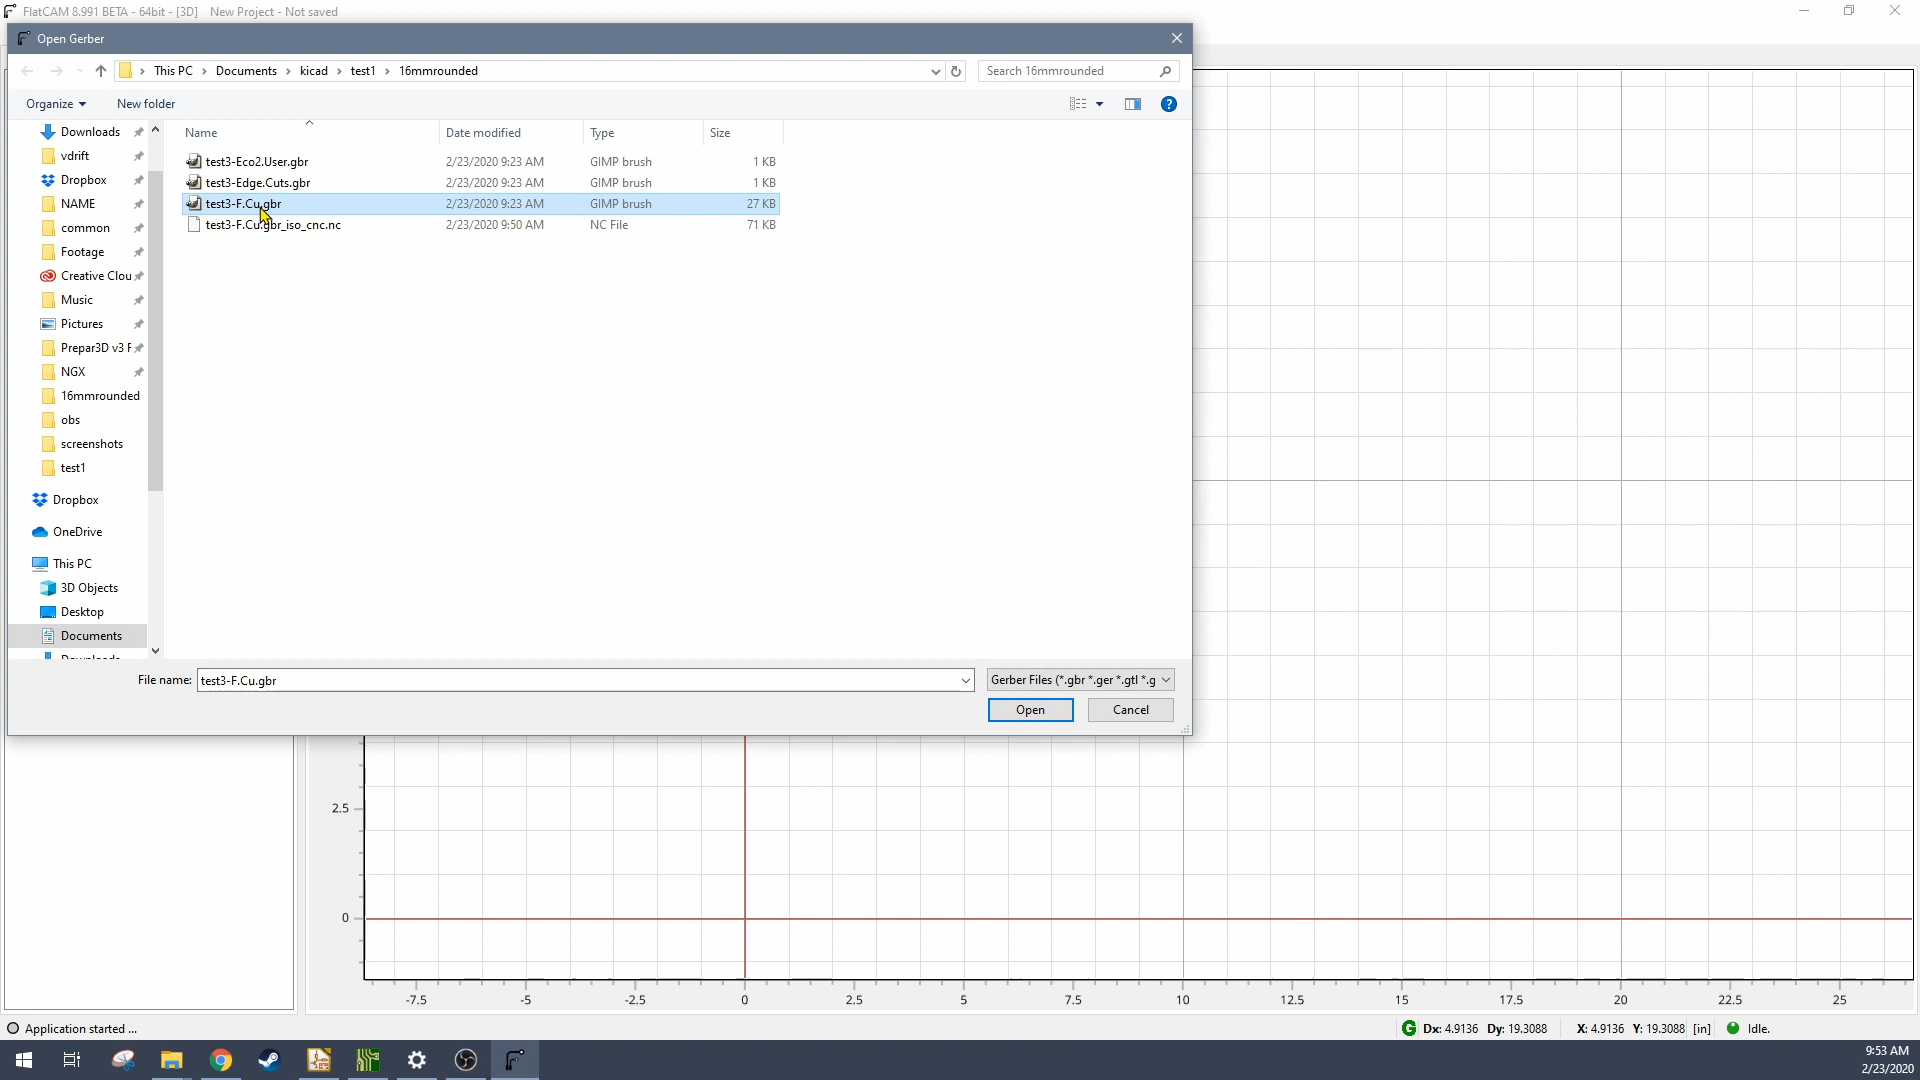 FlatCAM 8.991 BETA - 64bit - [3D] New Project - Not saved
Open Gerber
This PC > Documents > kicad > test1 > 16mmrounded
Search 16mmrounded
Organize
New folder
Name
Date modified
Type
Size
test3-Eco2.User.gbr 2/23/2020 9:23 AM GIMP brush 1 KB
test3-Edge.Cuts.gbr 2/23/2020 9:23 AM GIMP brush 1 KB
test3-F.Cu.gbr 2/23/2020 9:23 AM GIMP brush 27 KB
test3-F.Cu.gbr_iso_cnc.nc 2/23/2020 9:50 AM NC File 71 KB
Downloads
vdrift
Dropbox
NAME
common
Footage
Creative Clou
Music
Pictures
Prepar3D v3 F
NGX
16mmrounded
obs
screenshots
test1
Dropbox
OneDrive
This PC
3D Objects
Desktop
Documents
Downloads
File name: test3-F.Cu.gbr
Gerber Files (*.gbr *.ger *.gtl *.g
Open
Cancel
2.5
0
-7.5 -5 -2.5 0 2.5 5 7.5 10 12.5 15 17.5 20 22.5 25
Application started ...
Dx: 4.9136 Dy: 19.3088 X: 4.9136 Y: 19.3088 [in] Idle.
9:53 AM
2/23/2020